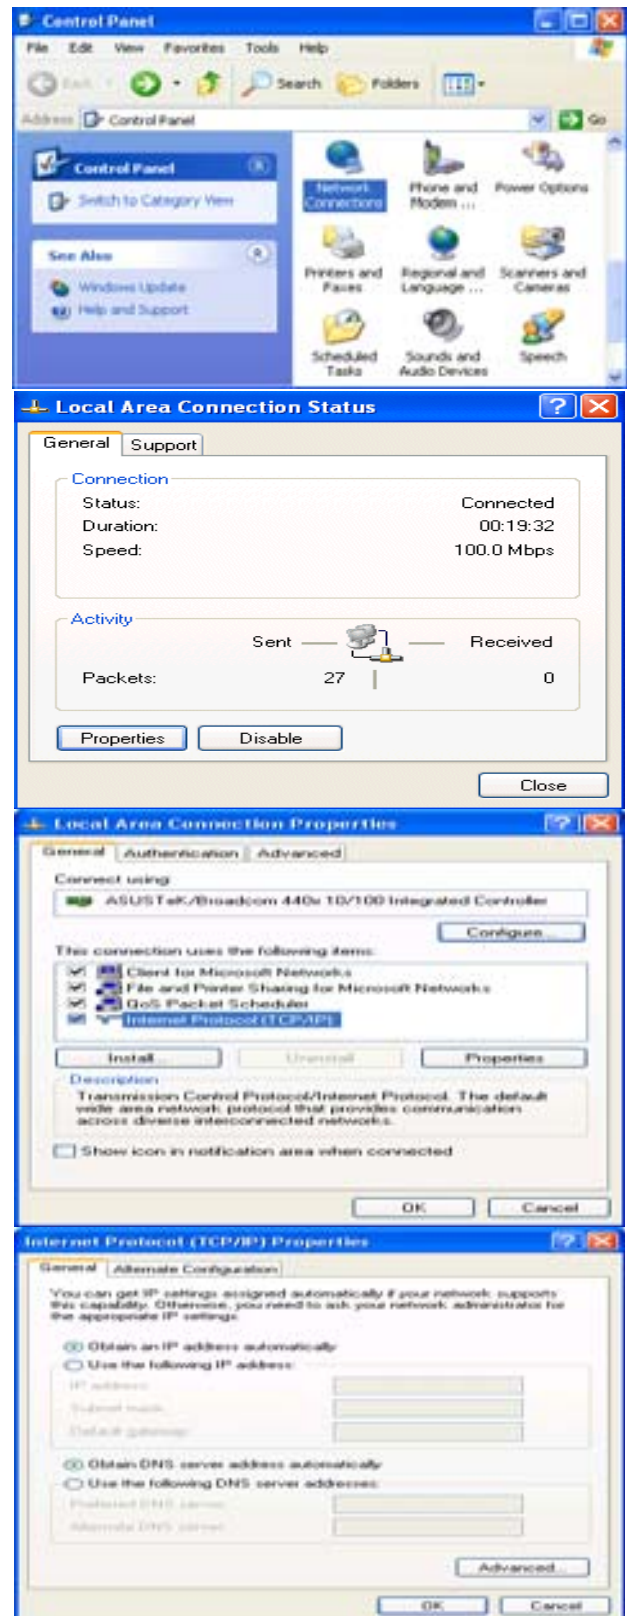 Control Panel
File Edit View Favorites Tools Help
Back Search Folders
Address Control Panel Go
Control Panel
Switch to Category View
See Also
Windows Update
Help and Support
Network Connections
Phone and Modem ...
Power Options
Printers and Faxes
Regional and Language ...
Scanners and Cameras
Scheduled Tasks
Sounds and Audio Devices
Speech
Local Area Connection Status
General Support
Connection
Status: Connected
Duration: 00:19:32
Speed: 100.0 Mbps
Activity
Sent Received
Packets: 27 0
Properties Disable
Close
Local Area Connection Properties
General Authentication Advanced
Connect using:
ASUSTeK/Broadcom 440x 10/100 Integrated Controller
Configure...
This connection uses the following items:
Client for Microsoft Networks
File and Printer Sharing for Microsoft Networks
QoS Packet Scheduler
Internet Protocol (TCP/IP)
Install... Uninstall Properties
Description
Transmission Control Protocol/Internet Protocol. The default
wide area network protocol that provides communication
across diverse interconnected networks.
Show icon in notification area when connected
OK Cancel
Internet Protocol (TCP/IP) Properties
General Alternate Configuration
You can get IP settings assigned automatically if your network supports
this capability. Otherwise, you need to ask your network administrator for
the appropriate IP settings.
Obtain an IP address automatically
Use the following IP address:
IP address:
Subnet mask:
Default gateway:
Obtain DNS server address automatically
Use the following DNS server addresses:
Preferred DNS server:
Alternate DNS server:
Advanced...
OK Cancel